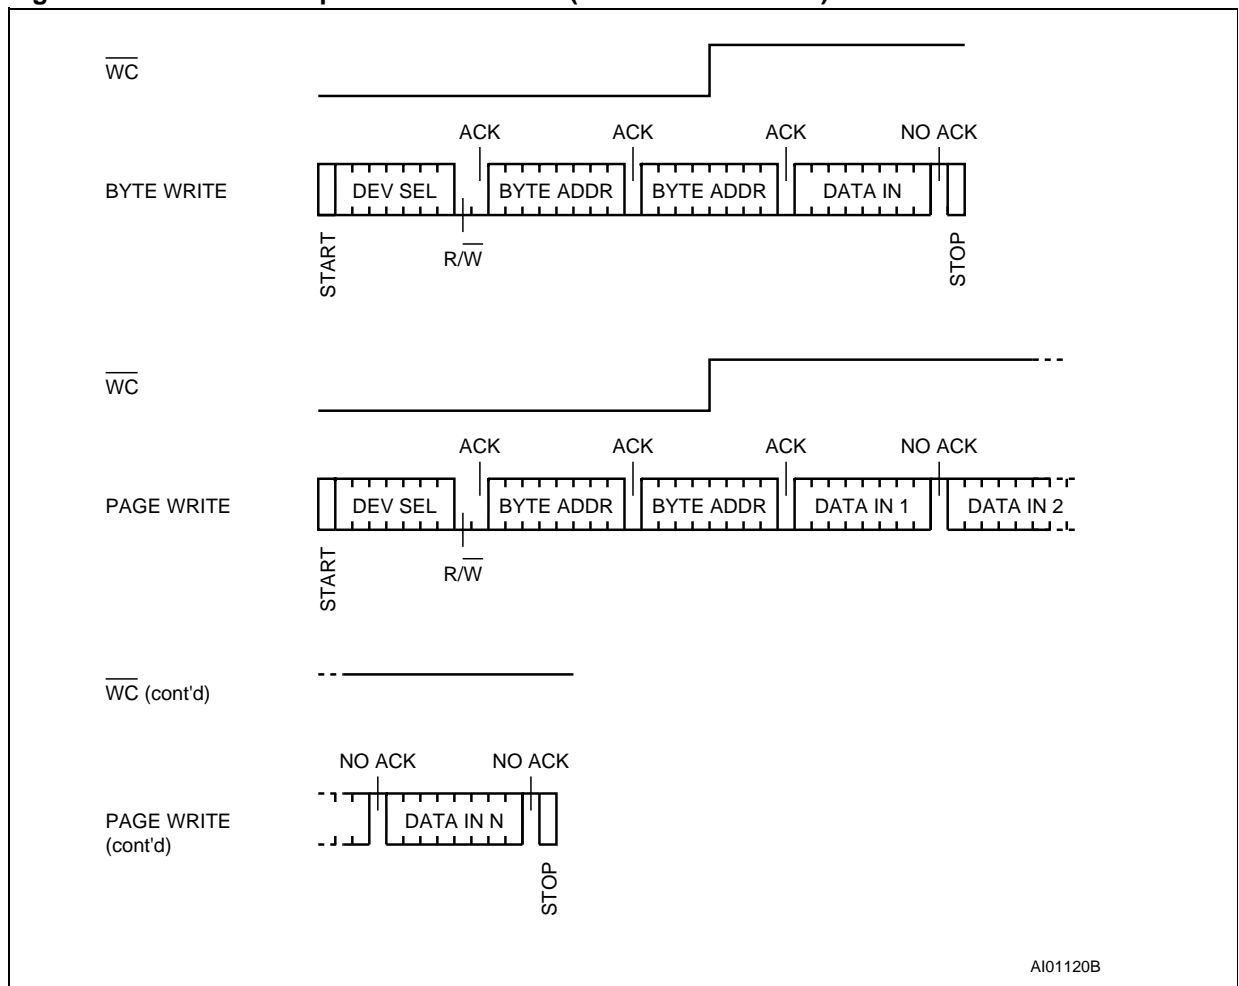 WC
ACK ACK ACK NO ACK
BYTE WRITE DEV SEL BYTE ADDR BYTE ADDR DATA IN
R/W
START
STOP
WC
ACK ACK ACK NO ACK
PAGE WRITE DEV SEL BYTE ADDR BYTE ADDR DATA IN 1 DATA IN 2
R/W
START
WC (cont'd)
NO ACK NO ACK
PAGE WRITE
(cont'd)
DATA IN N
STOP
AI01120B